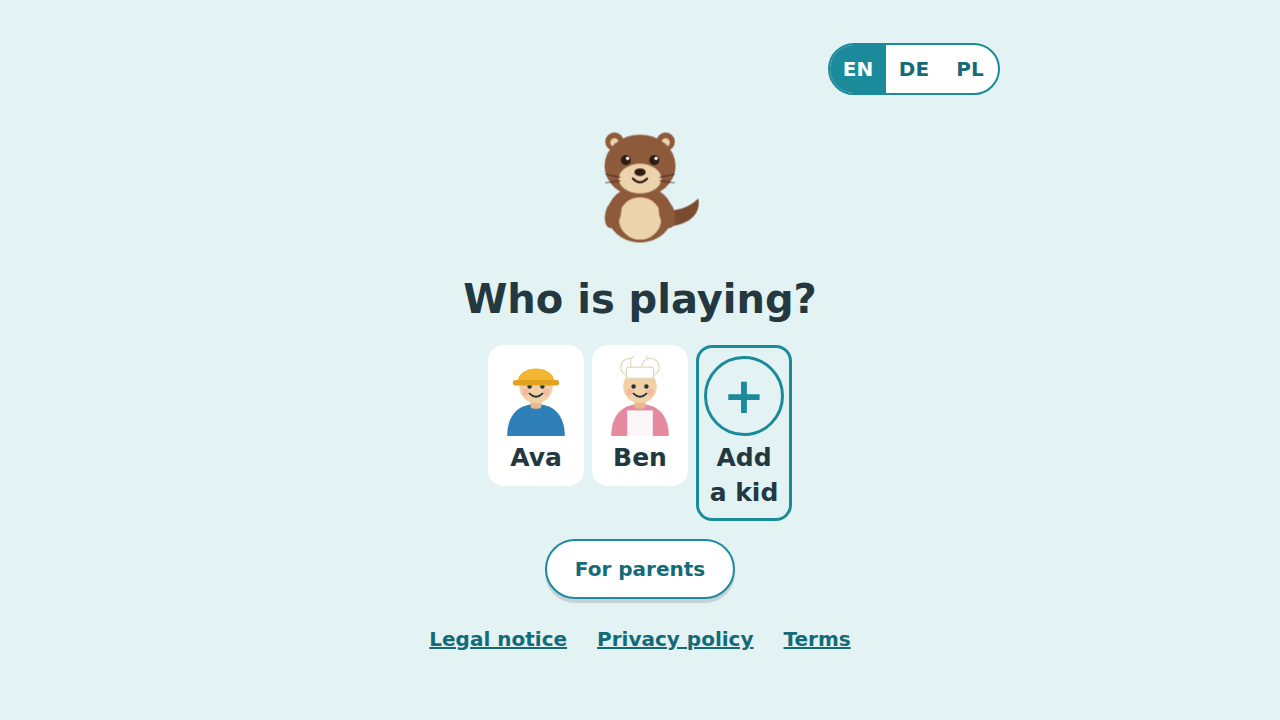 EN DE PL
Who is playing?
Ava
Ben
Add
a kid
For parents
Legal notice Privacy policy Terms